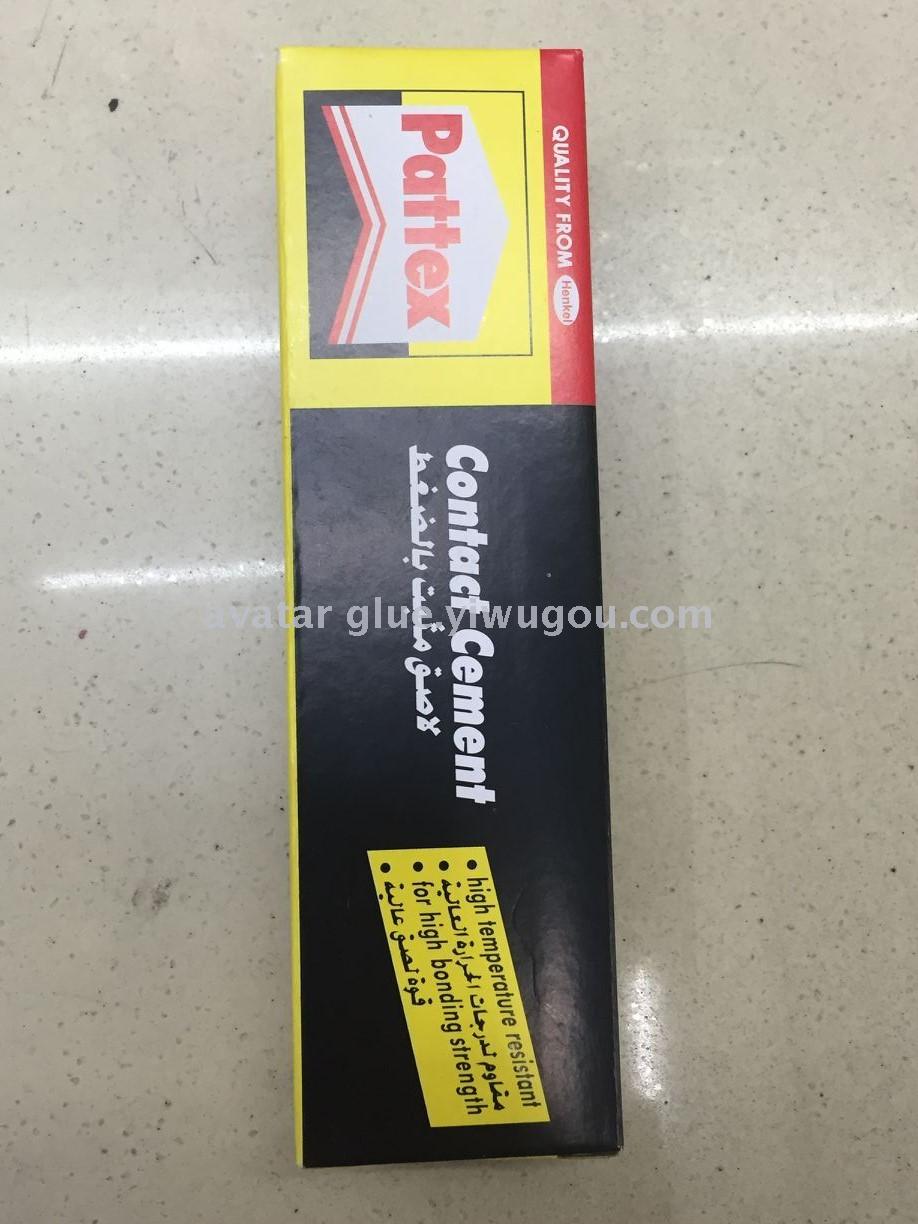 QUALITY FROM Henkel
Pattex
Contact Cement
لاصق مثبت بالضغط
• high temperature resistant
• مقاوم لدرجات الحرارة العالية
• for high bonding strength
• قوة لصق عالية
avatar glue.yiwugou.com